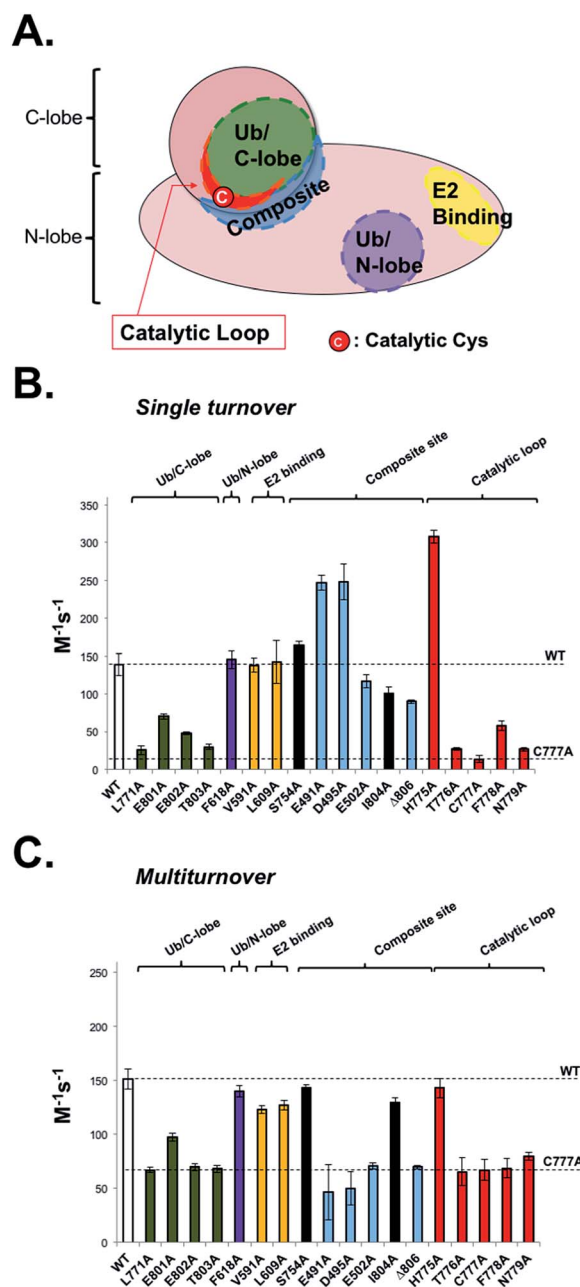 A.
C-lobe
N-lobe
Ub/
C-lobe
C
Composite
Ub/
N-lobe
E2
Binding
Catalytic Loop
C : Catalytic Cys
B.
Single turnover
Ub/C-lobe
Ub/N-lobe
E2 binding
Composite site
Catalytic loop
M-1s-1
350
300
250
200
150
100
50
0
WT
C777A
WT
L771A
E801A
E802A
T803A
F618A
V591A
L609A
S754A
E491A
D495A
E502A
I804A
Δ806
H775A
T776A
C777A
F778A
N779A
C.
Multiturnover
Ub/C-lobe
Ub/N-lobe
E2 binding
Composite site
Catalytic loop
M-1s-1
250
200
150
100
50
0
WT
C777A
WT
L771A
E801A
E802A
T803A
F618A
V591A
L609A
S754A
E491A
D495A
E502A
I804A
Δ806
H775A
T776A
C777A
F778A
N779A